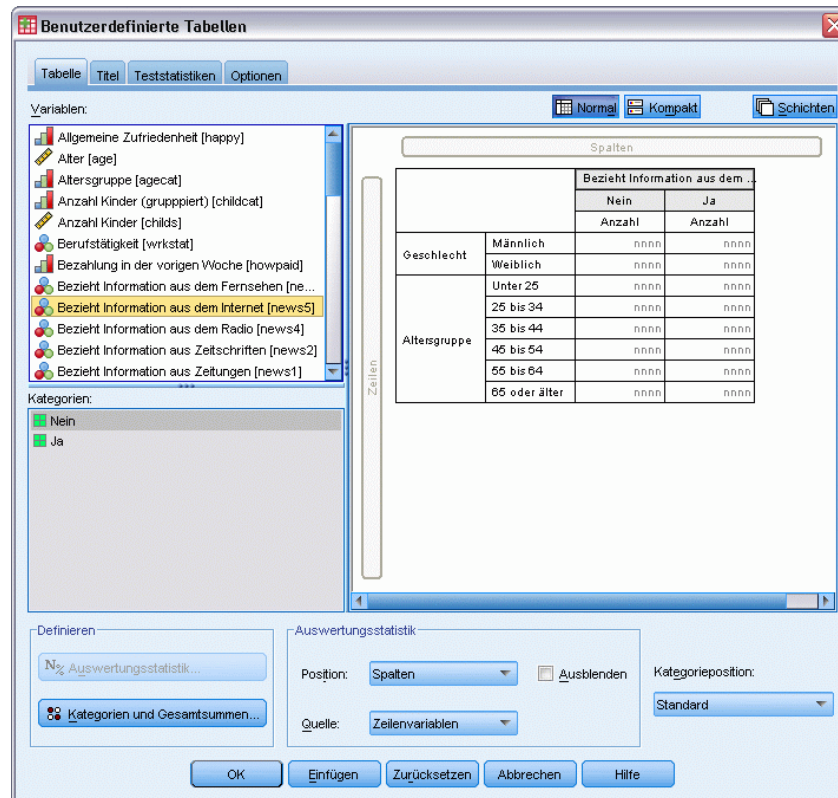 Benutzerdefinierte Tabellen
Tabelle Titel Teststatistiken Optionen
Variablen:
Normal Kompakt Schichten
Allgemeine Zufriedenheit [happy]
Alter [age]
Altersgruppe [agecat]
Anzahl Kinder (grupppiert) [childcat]
Anzahl Kinder [childs]
Berufstätigkeit [wrkstat]
Bezahlung in der vorigen Woche [howpaid]
Bezieht Information aus dem Fernsehen [ne...
Bezieht Information aus dem Internet [news5]
Bezieht Information aus dem Radio [news4]
Bezieht Information aus Zeitschriften [news2]
Bezieht Information aus Zeitungen [news1]
Kategorien:
Nein
Ja
Spalten
Zeilen
Bezieht Information aus dem ...
Nein Ja
Anzahl Anzahl
Geschlecht Männlich nnnn nnnn
Weiblich nnnn nnnn
Altersgruppe Unter 25 nnnn nnnn
25 bis 34 nnnn nnnn
35 bis 44 nnnn nnnn
45 bis 54 nnnn nnnn
55 bis 64 nnnn nnnn
65 oder älter nnnn nnnn
Definieren
N% Auswertungsstatistik...
Kategorien und Gesamtsummen...
Auswertungsstatistik
Position: Spalten Ausblenden
Quelle: Zeilenvariablen
Kategorieposition:
Standard
OK Einfügen Zurücksetzen Abbrechen Hilfe